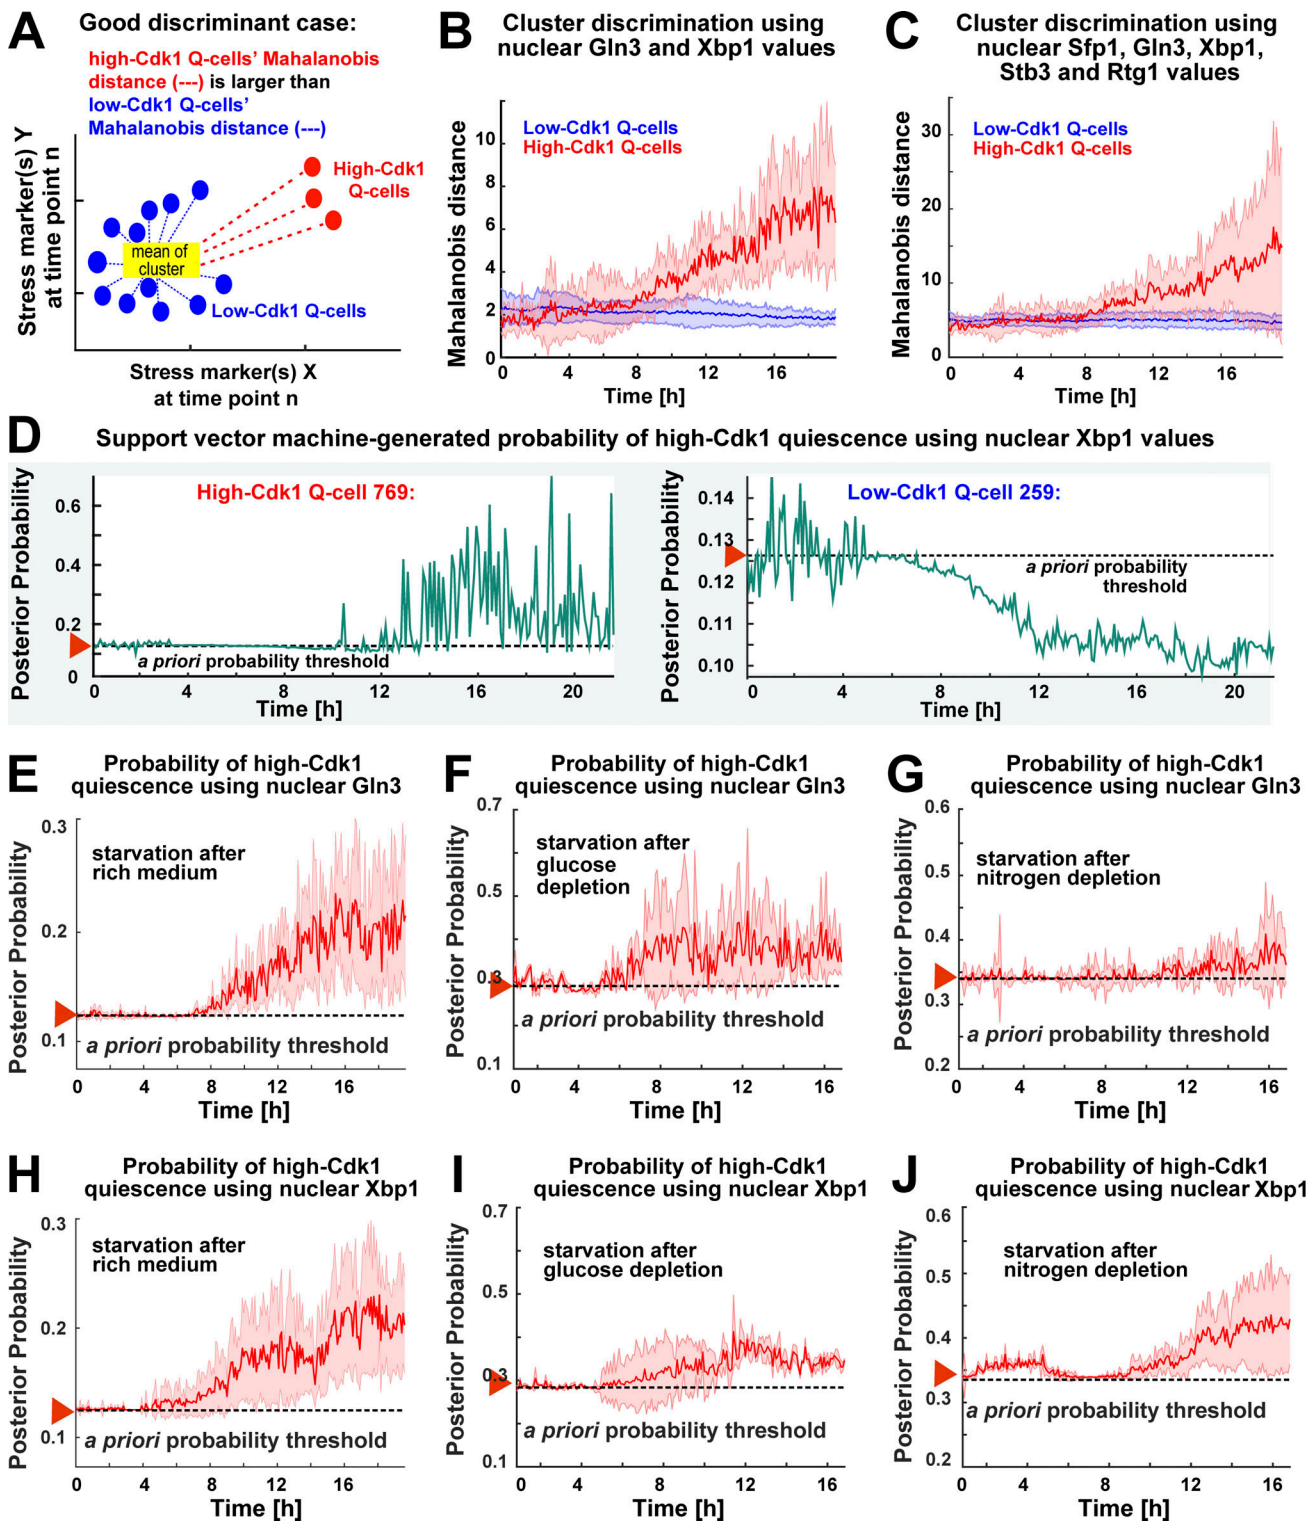 A
Good discriminant case:
high-Cdk1 Q-cells' Mahalanobis
distance (---) is larger than
low-Cdk1 Q-cells'
Mahalanobis distance (---)
Stress marker(s) Y
at time point n
High-Cdk1
Q-cells
mean of
cluster
Low-Cdk1 Q-cells
Stress marker(s) X
at time point n
B
Cluster discrimination using
nuclear Gln3 and Xbp1 values
Mahalanobis distance
Low-Cdk1 Q-cells
High-Cdk1 Q-cells
10
8
6
4
2
0
0 4 8 12 16
Time [h]
C
Cluster discrimination using
nuclear Sfp1, Gln3, Xbp1,
Stb3 and Rtg1 values
Mahalanobis distance
Low-Cdk1 Q-cells
High-Cdk1 Q-cells
30
20
10
0
0 4 8 12 16
Time [h]
D
Support vector machine-generated probability of high-Cdk1 quiescence using nuclear Xbp1 values
Posterior Probability
High-Cdk1 Q-cell 769:
0.6
0.4
0.2
0
a priori probability threshold
0 4 8 12 16 20
Time [h]
Posterior Probability
Low-Cdk1 Q-cell 259:
0.14
0.13
0.12
0.11
0.10
a priori probability
threshold
0 4 8 12 16 20
Time [h]
E
Probability of high-Cdk1
quiescence using nuclear Gln3
Posterior Probability
starvation after
rich medium
0.3
0.2
0.1
a priori probability threshold
0 4 8 12 16
Time [h]
F
Probability of high-Cdk1
quiescence using nuclear Gln3
Posterior Probability
starvation after
glucose
depletion
0.7
0.5
0.3
0.1
a priori probability threshold
0 4 8 12 16
Time [h]
G
Probability of high-Cdk1
quiescence using nuclear Gln3
Posterior Probability
starvation after
nitrogen depletion
0.6
0.5
0.4
0.3
0.2
a priori probability threshold
0 4 8 12 16
Time [h]
H
Probability of high-Cdk1
quiescence using nuclear Xbp1
Posterior Probability
starvation after
rich medium
0.3
0.2
0.1
a priori probability threshold
0 4 8 12 16
Time [h]
I
Probability of high-Cdk1
quiescence using nuclear Xbp1
Posterior Probability
starvation after
glucose depletion
0.7
0.5
0.3
0.1
a priori probability threshold
0 4 8 12 16
Time [h]
J
Probability of high-Cdk1
quiescence using nuclear Xbp1
Posterior Probability
starvation after
nitrogen depletion
0.6
0.5
0.4
0.3
0.2
a priori probability threshold
0 4 8 12 16
Time [h]